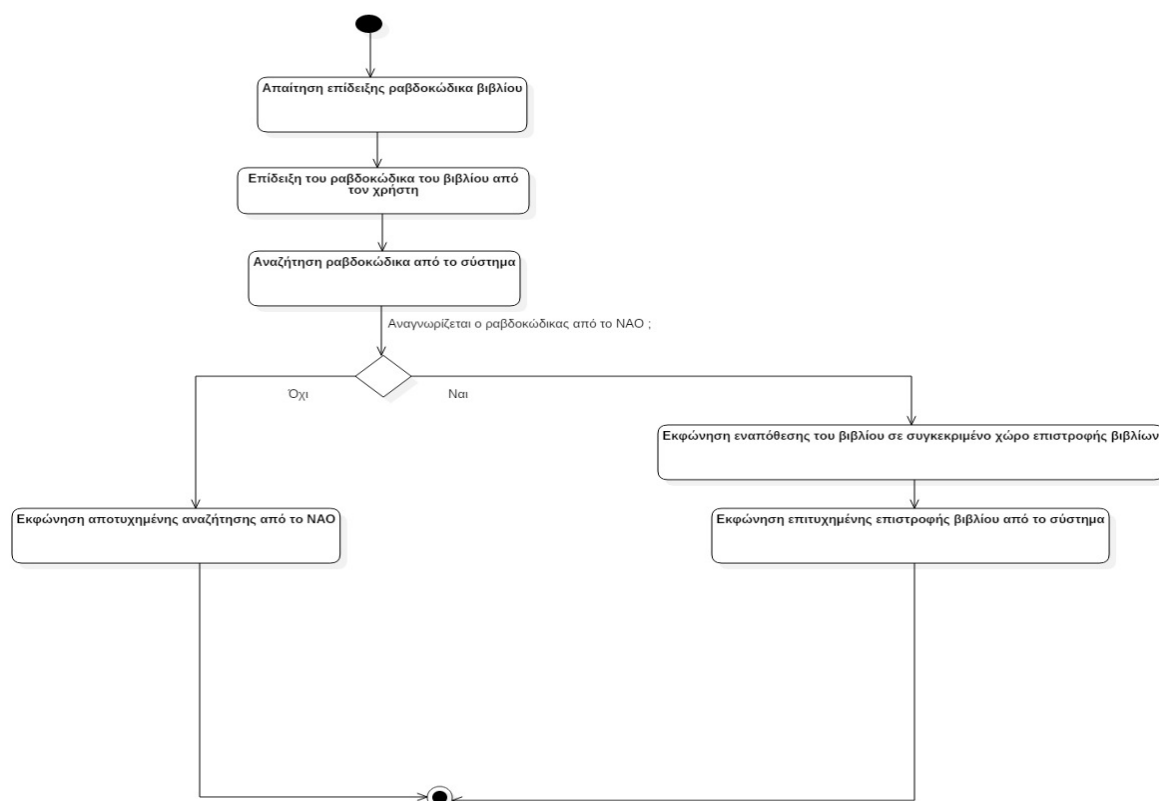 Απαίτηση επίδειξης ραβδοκώδικα βιβλίου
Επίδειξη του ραβδοκώδικα του βιβλίου από
τον χρήστη
Αναζήτηση ραβδοκώδικα από το σύστημα
Αναγνωρίζεται ο ραβδοκώδικας από το ΝΑΟ ;
Όχι
Ναι
Εκφώνηση εναπόθεσης του βιβλίου σε συγκεκριμένο χώρο επιστροφής βιβλίων
Εκφώνηση αποτυχημένης αναζήτησης από το ΝΑΟ
Εκφώνηση επιτυχημένης επιστροφής βιβλίου από το σύστημα